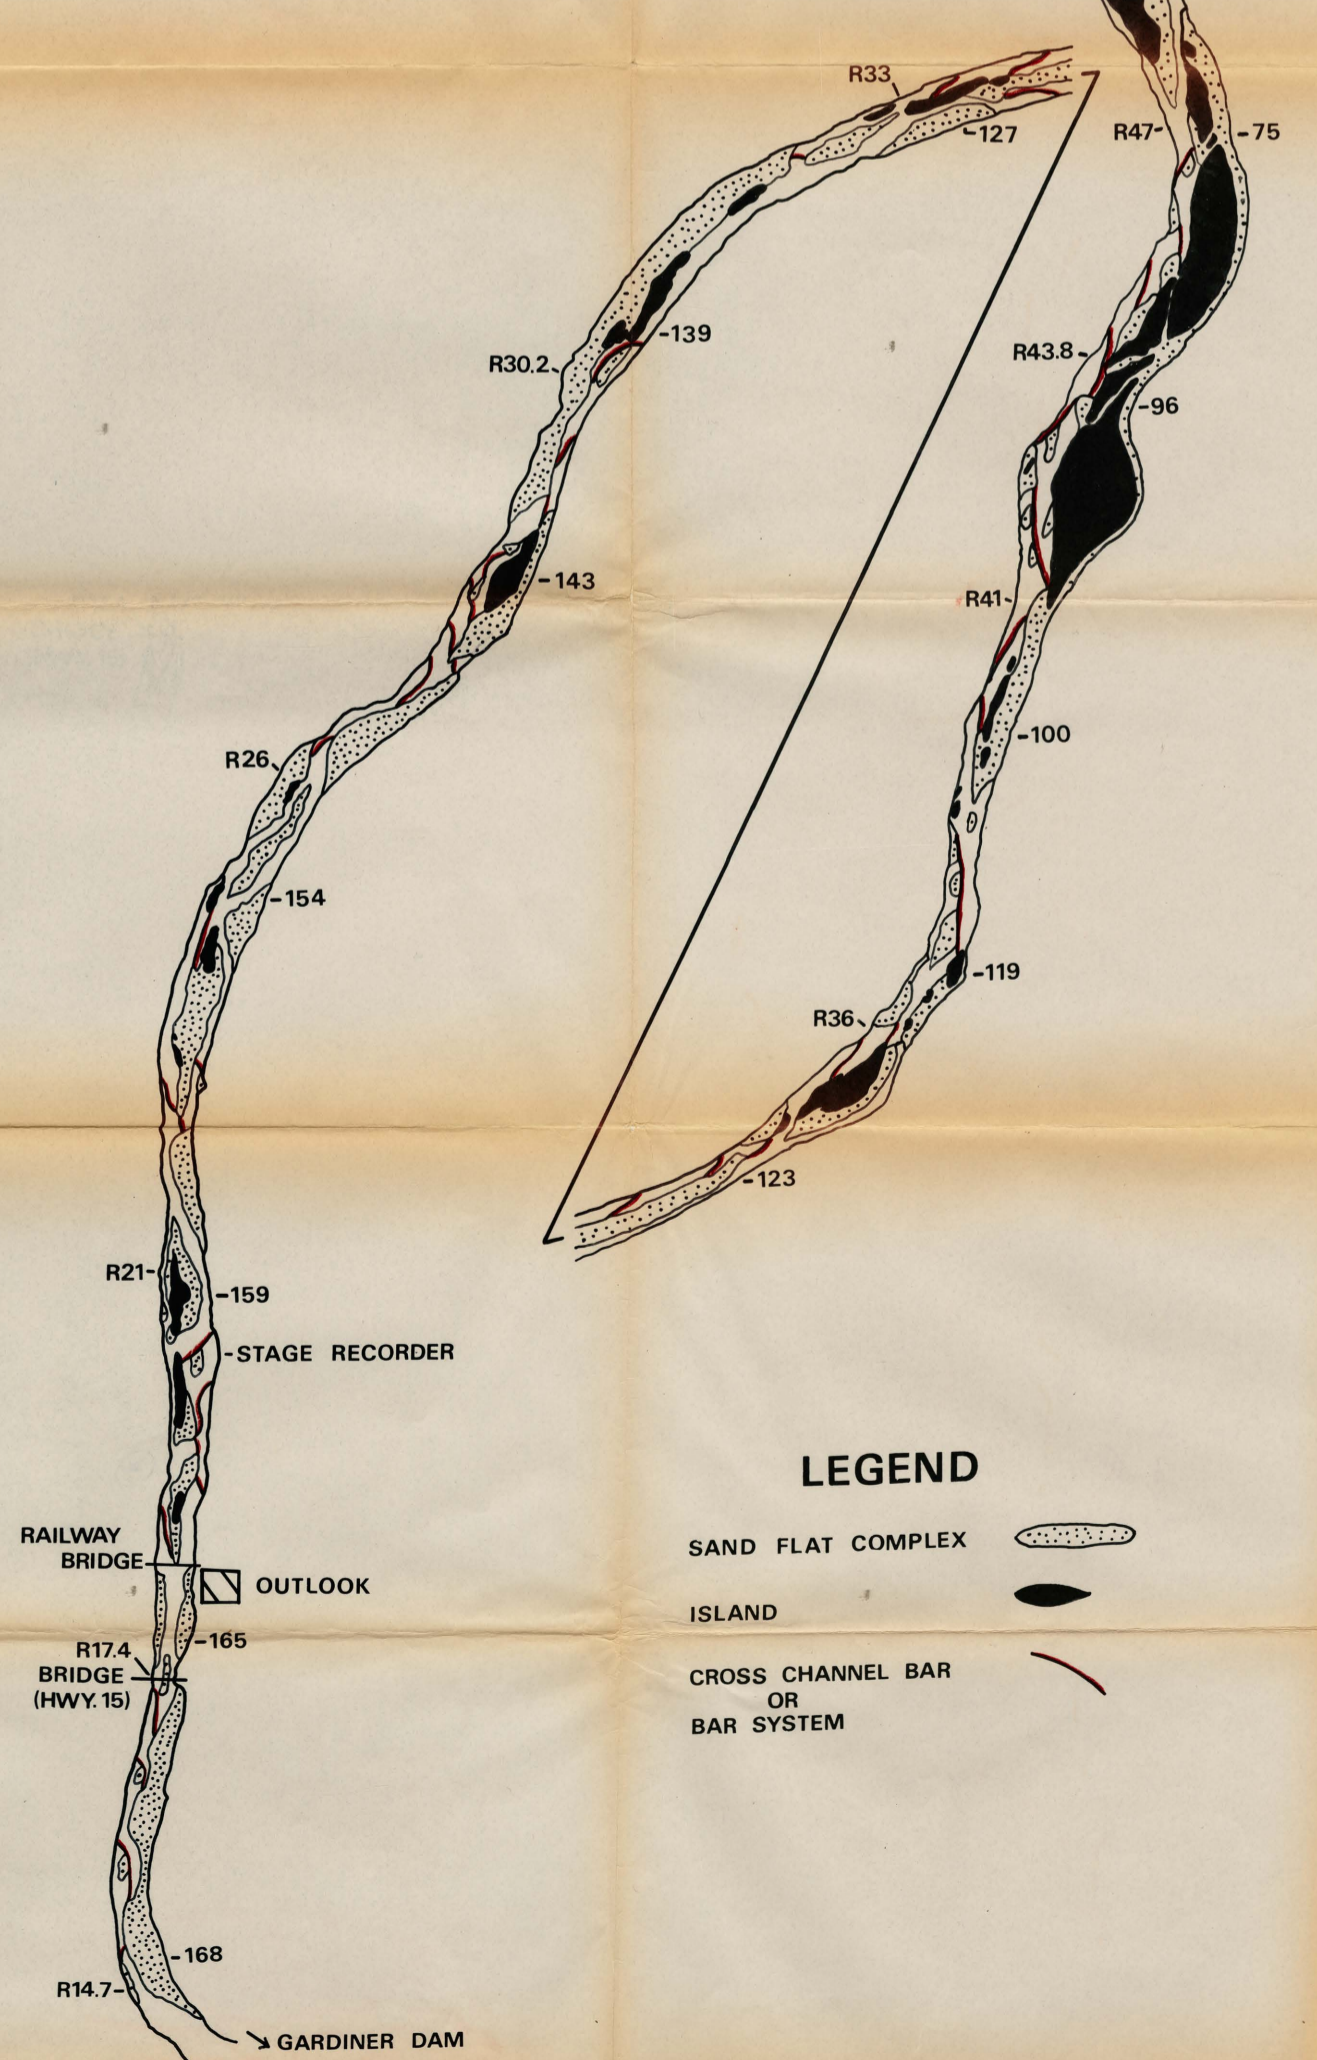 R33
-127
R47-
-75
-139
R30.2
R43.8-
-96
-143
R41-
R26
-100
-154
-119
R36
-123
R21-
-159
-STAGE RECORDER
LEGEND
SAND FLAT COMPLEX
ISLAND
CROSS CHANNEL BAR
OR
BAR SYSTEM
RAILWAY
BRIDGE
OUTLOOK
-165
R17.4
BRIDGE
(HWY. 15)
-168
R14.7-
GARDINER DAM